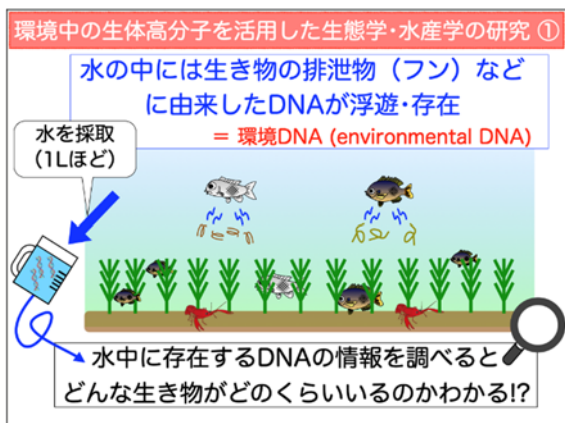 環境中の生体高分子を活用した生態学・水産学の研究 ①
水の中には生き物の排泄物（フン）など
に由来したDNAが浮遊・存在
= 環境DNA (environmental DNA)
水を採取
(1Lほど)
水中に存在するDNAの情報を調べると
どんな生き物がどのくらいいるのかわかる!?